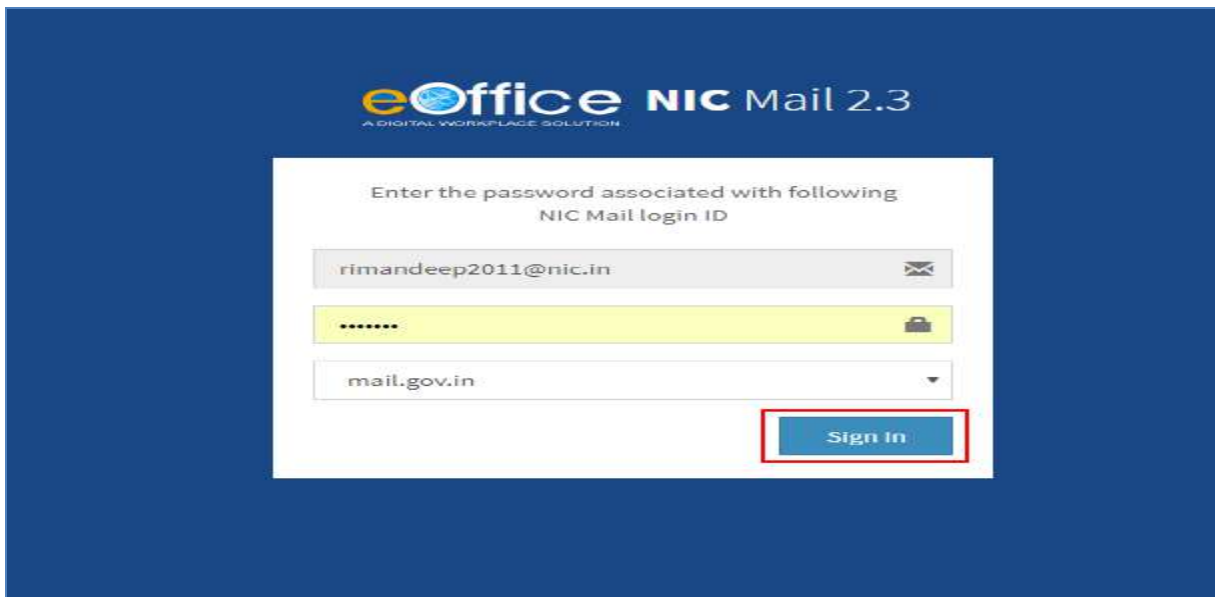 eOffice NIC Mail 2.3
A DIGITAL WORKPLACE SOLUTION
Enter the password associated with following
NIC Mail login ID
rimandeep2011@nic.in
•••••••
mail.gov.in
Sign In